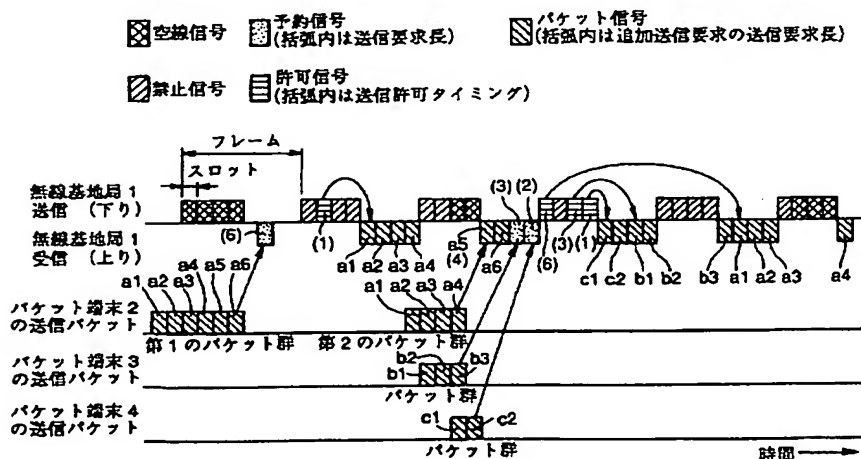 空線信号
予約信号
(括弧内は送信要求長)
パケット信号
(括弧内は追加送信要求の送信要求長)
禁止信号
許可信号
(括弧内は送信許可タイミング)
フレーム
スロット
無線基地局1
送信 (下り)
無線基地局1
受信 (上り)
(6)
(1)
a1
a2
a3
a4
a5
(4)
a6
(3)
(2)
(6)
(3)
(1)
c1
c2
b1
b2
b3
a1
a2
a3
a4
パケット端末2
の送信パケット
a1
a2
a3
a4
a5
a6
第1のパケット群
a1
a2
a3
a4
第2のパケット群
パケット端末3
の送信パケット
b1
b2
b3
パケット群
パケット端末4
の送信パケット
c1
c2
パケット群
時間